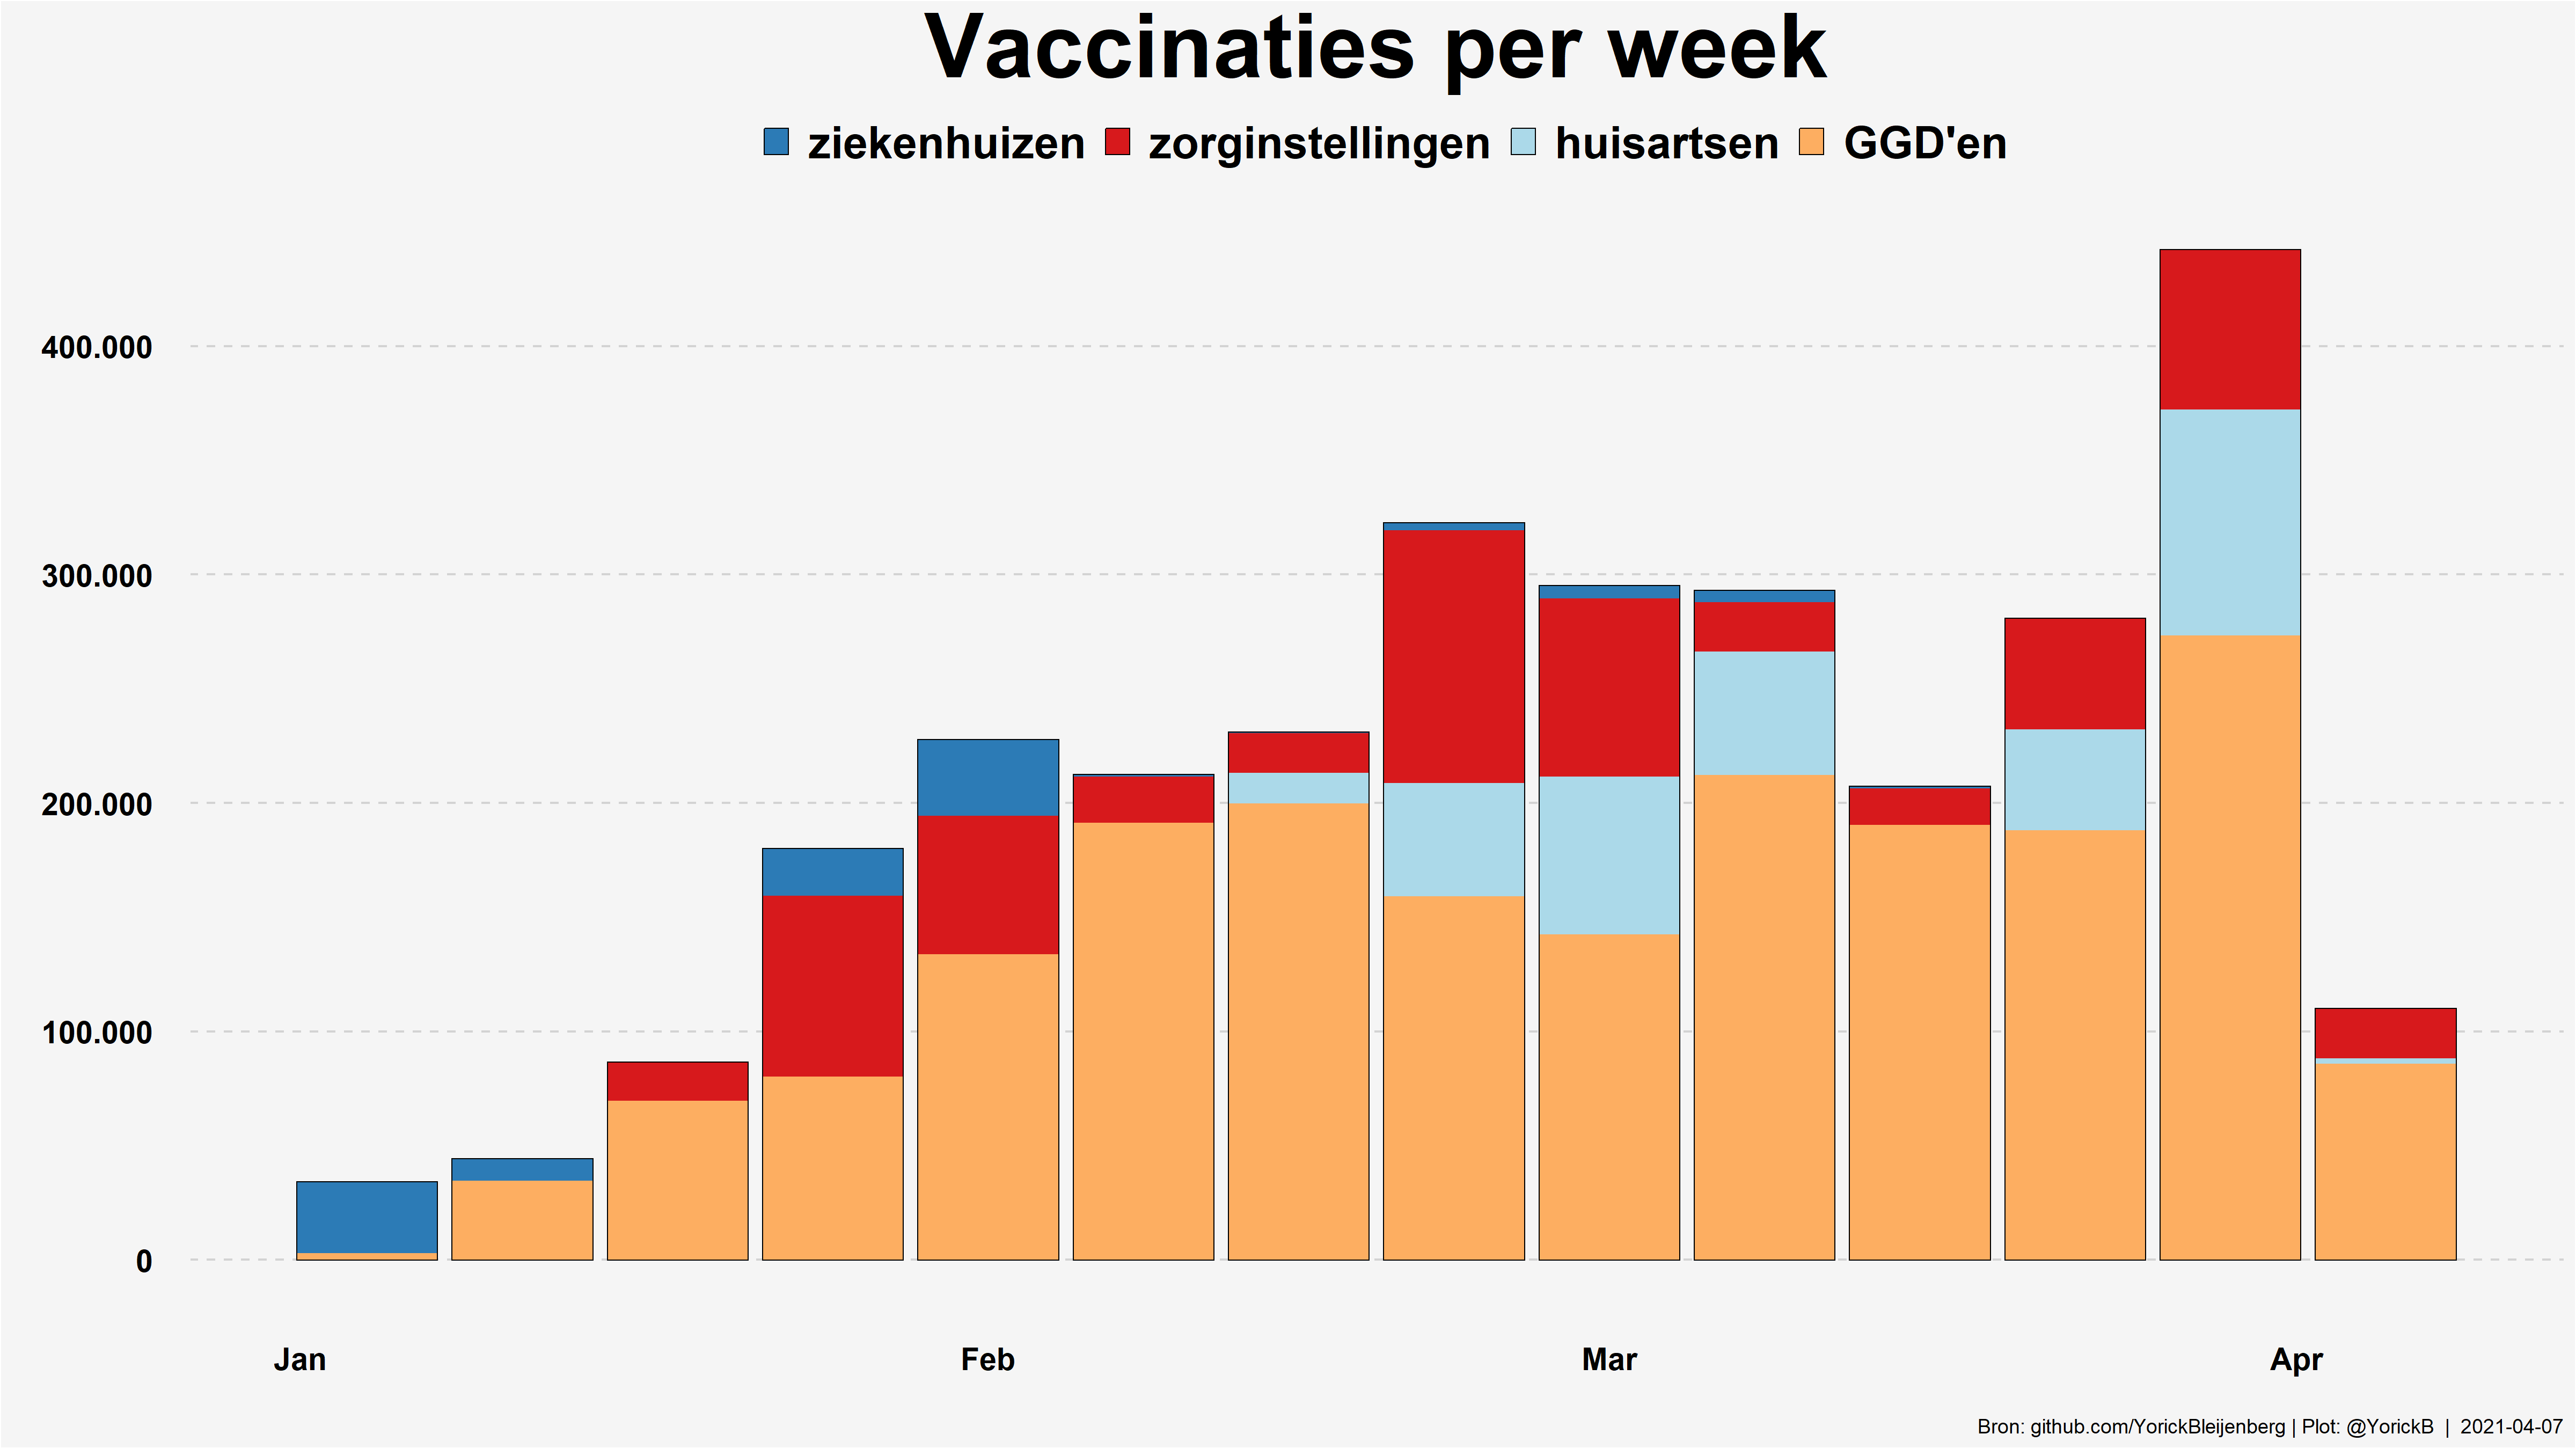 Vaccinaties per week
ziekenhuizen zorginstellingen huisartsen GGD'en
400.000
300.000
200.000
100.000
0
Jan Feb Mar Apr
Bron: github.com/YorickBleijenberg | Plot: @YorickB | 2021-04-07